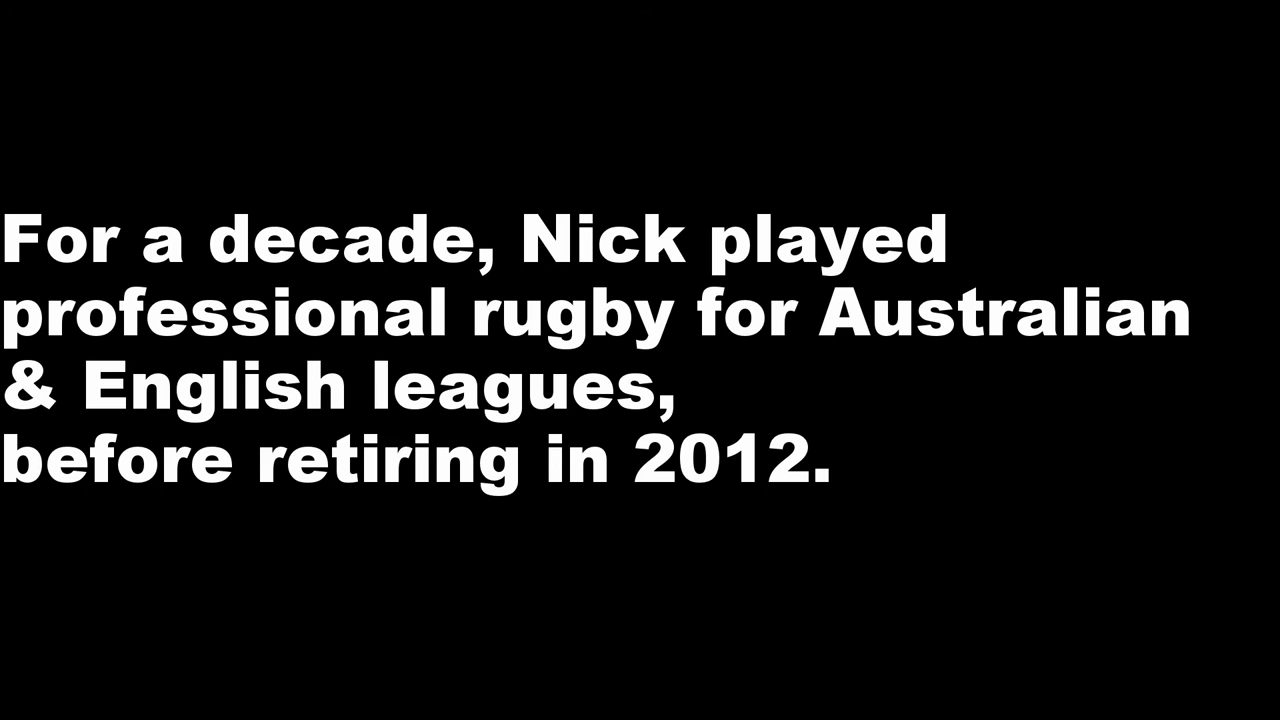 For a decade, Nick played
professional rugby for Australian
& English leagues,
before retiring in 2012.